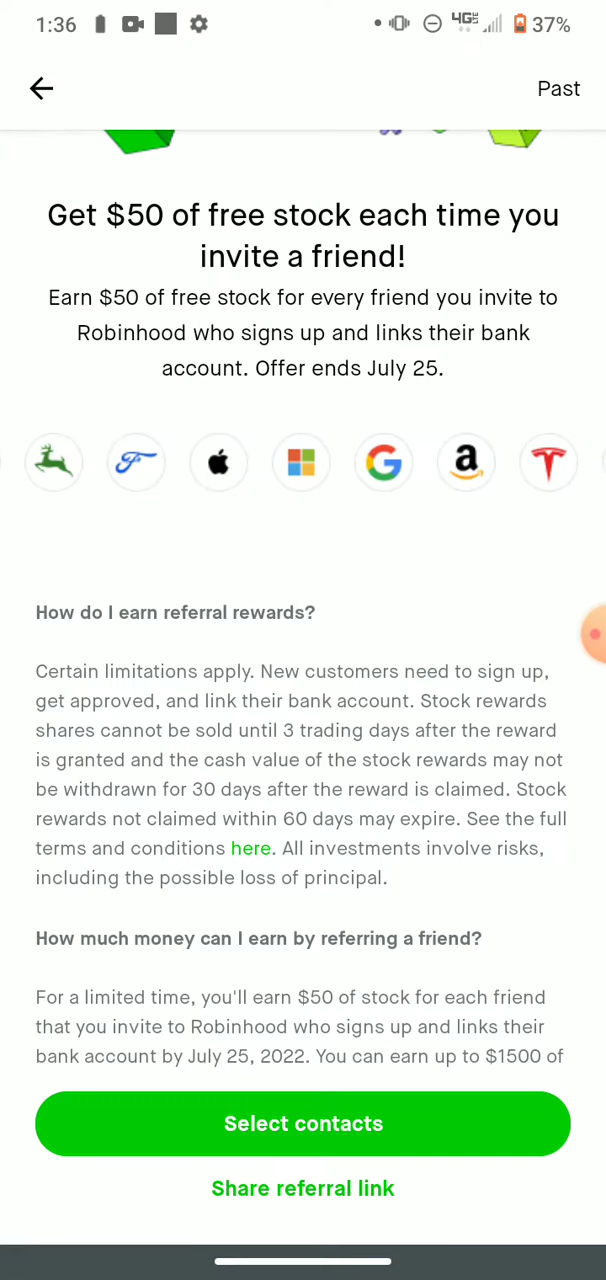 1:36
4G
37%
Past
Get $50 of free stock each time you
invite a friend!
Earn $50 of free stock for every friend you invite to
Robinhood who signs up and links their bank
account. Offer ends July 25.
How do I earn referral rewards?
Certain limitations apply. New customers need to sign up,
get approved, and link their bank account. Stock rewards
shares cannot be sold until 3 trading days after the reward
is granted and the cash value of the stock rewards may not
be withdrawn for 30 days after the reward is claimed. Stock
rewards not claimed within 60 days may expire. See the full
terms and conditions here. All investments involve risks,
including the possible loss of principal.
How much money can I earn by referring a friend?
For a limited time, you'll earn $50 of stock for each friend
that you invite to Robinhood who signs up and links their
bank account by July 25, 2022. You can earn up to $1500 of
Select contacts
Share referral link